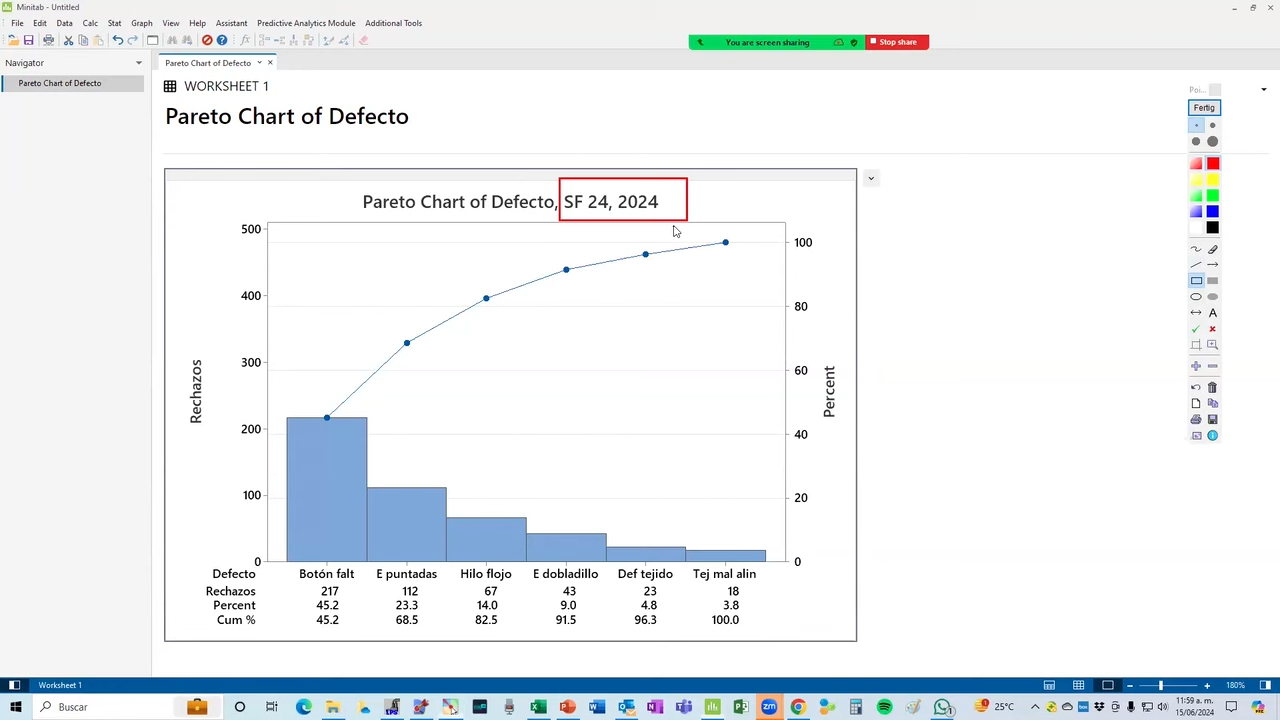 Minitab - Untitled
File Edit Data Calc Stat Graph View Help Assistant Predictive Analytics Module Additional Tools
You are screen sharing Stop share
Navigator
Pareto Chart of Defecto
Pareto Chart of Defecto
WORKSHEET 1
Pareto Chart of Defecto
Poi...
Fertig
Pareto Chart of Defecto, SF 24, 2024
500
400
300
200
100
0
Rechazos
100
80
60
40
20
0
Percent
Defecto Botón falt E puntadas Hilo flojo E dobladillo Def tejido Tej mal alin
Rechazos 217 112 67 43 23 18
Percent 45.2 23.3 14.0 9.0 4.8 3.8
Cum % 45.2 68.5 82.5 91.5 96.3 100.0
Worksheet 1
180%
Buscar
25°C
11:59 a. m.
15/06/2024